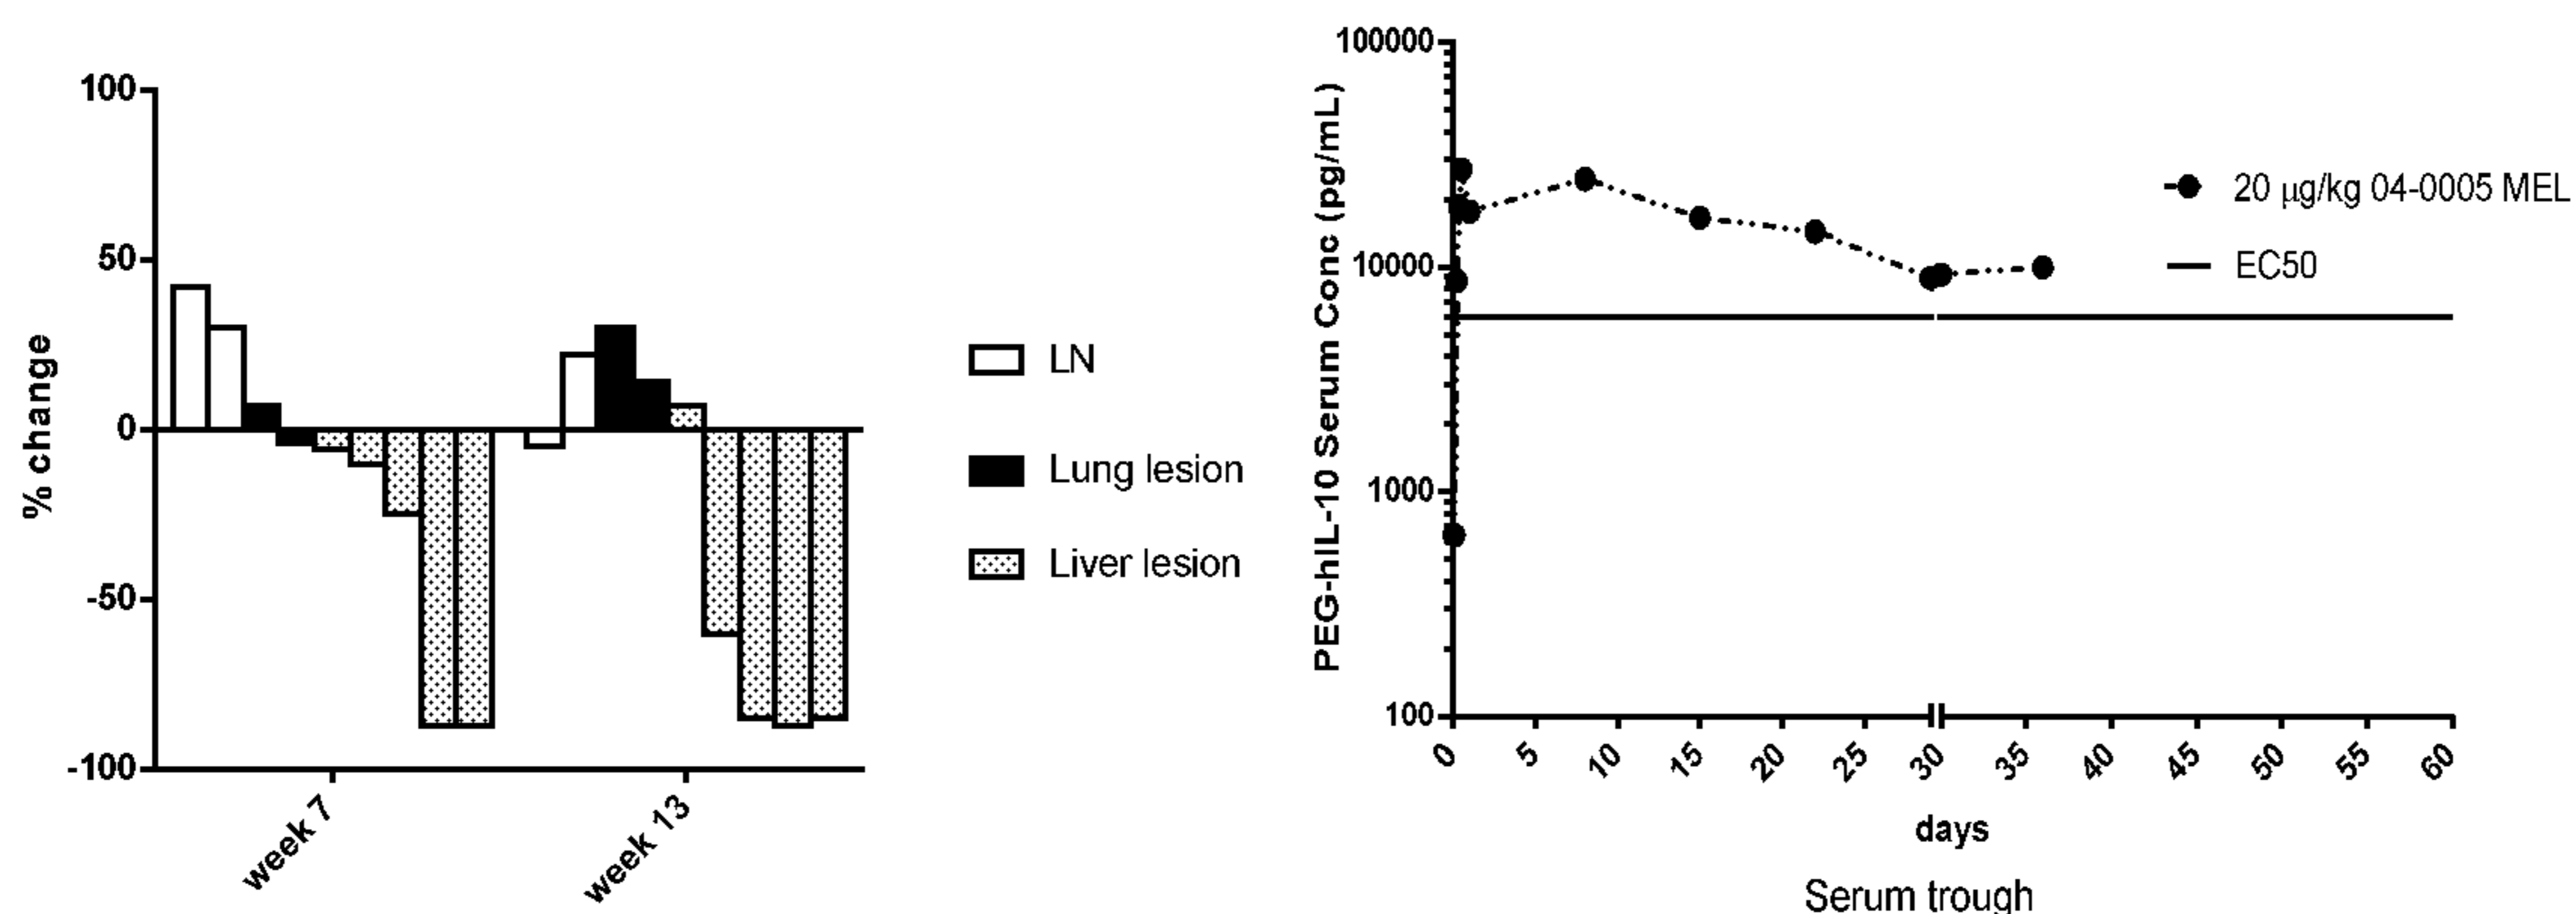 100
50
0
-50
-100
% change
week 7
week 13
LN
Lung lesion
Liver lesion
100000
10000
1000
100
PEG-hIL-10 Serum Conc (pg/mL)
0 5 10 15 20 25 30 35 40 45 50 55 60
days
Serum trough
20 µg/kg 04-0005 MEL
EC50